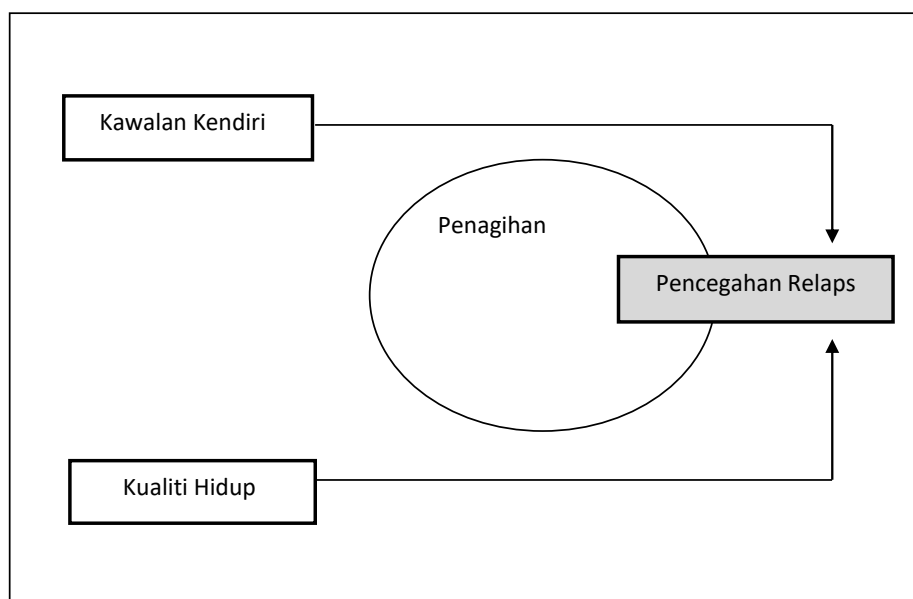 Kawalan Kendiri
Penagihan
Pencegahan Relaps
Kualiti Hidup